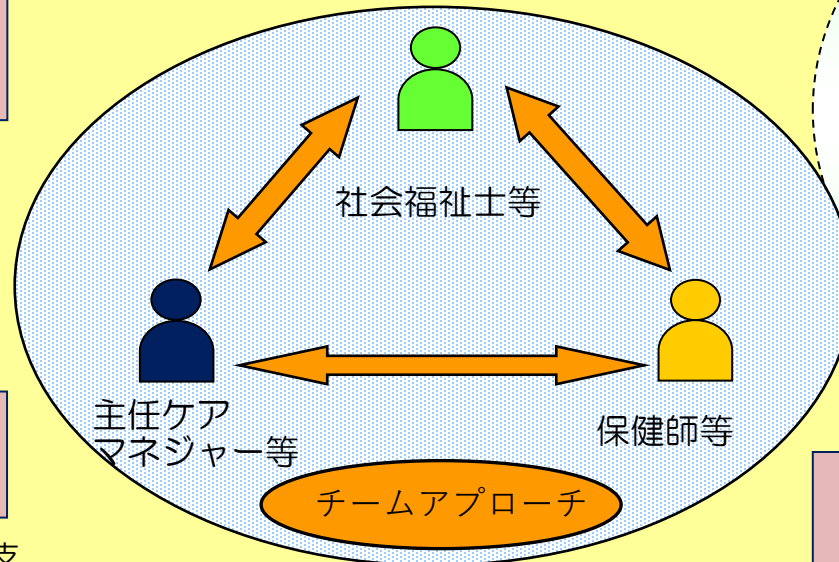 社会福祉士等
主任ケア
マネジャー等
保健師等
チームアプローチ
支